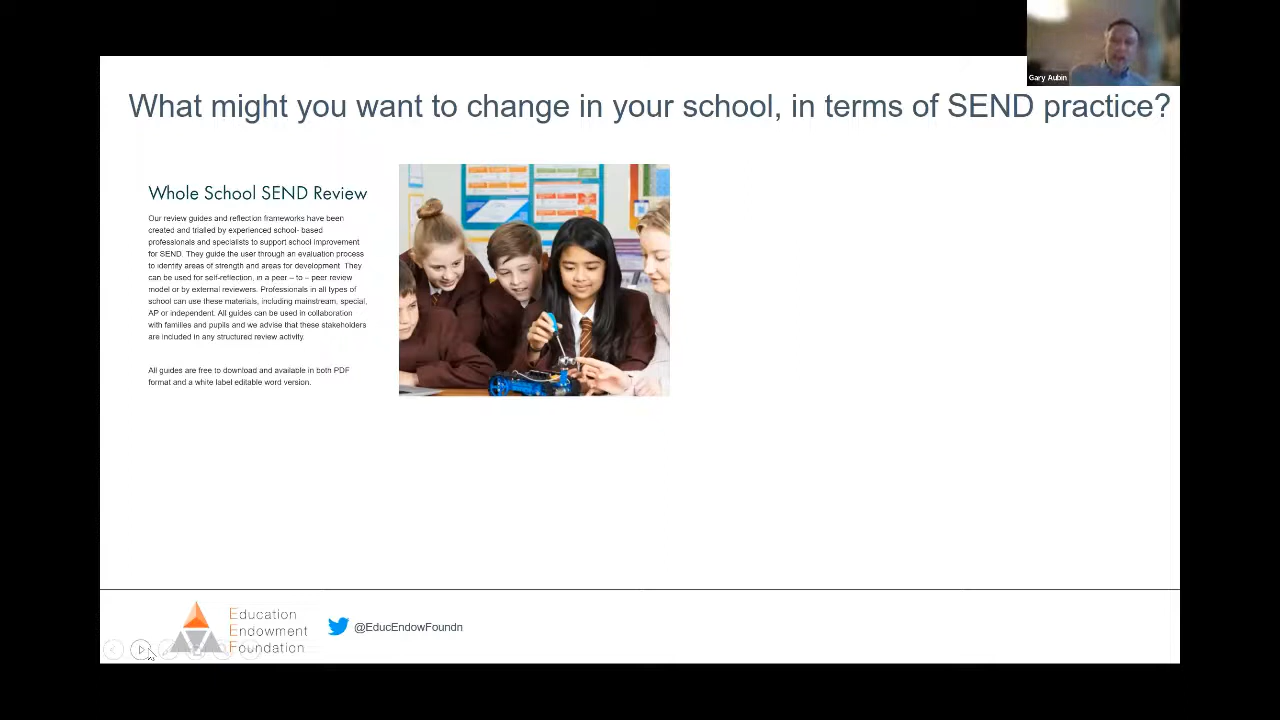 Gary Aubin
What might you want to change in your school, in terms of SEND practice?
Whole School SEND Review
Our review guides and reflection frameworks have been
created and trialled by experienced school- based
professionals and specialists to support school improvement
for SEND. They guide the user through an evaluation process
to identify areas of strength and areas for development. They
can be used for self-reflection, in a peer – to – peer review
model or by external reviewers. Professionals in all types of
school can use these materials, including mainstream, special,
AP or independent. All guides can be used in collaboration
with families and pupils and we advise that these stakeholders
are included in any structured review activity.
All guides are free to download and available in both PDF
format and a white label editable word version.
Education
Endowment
Foundation
@EducEndowFoundn